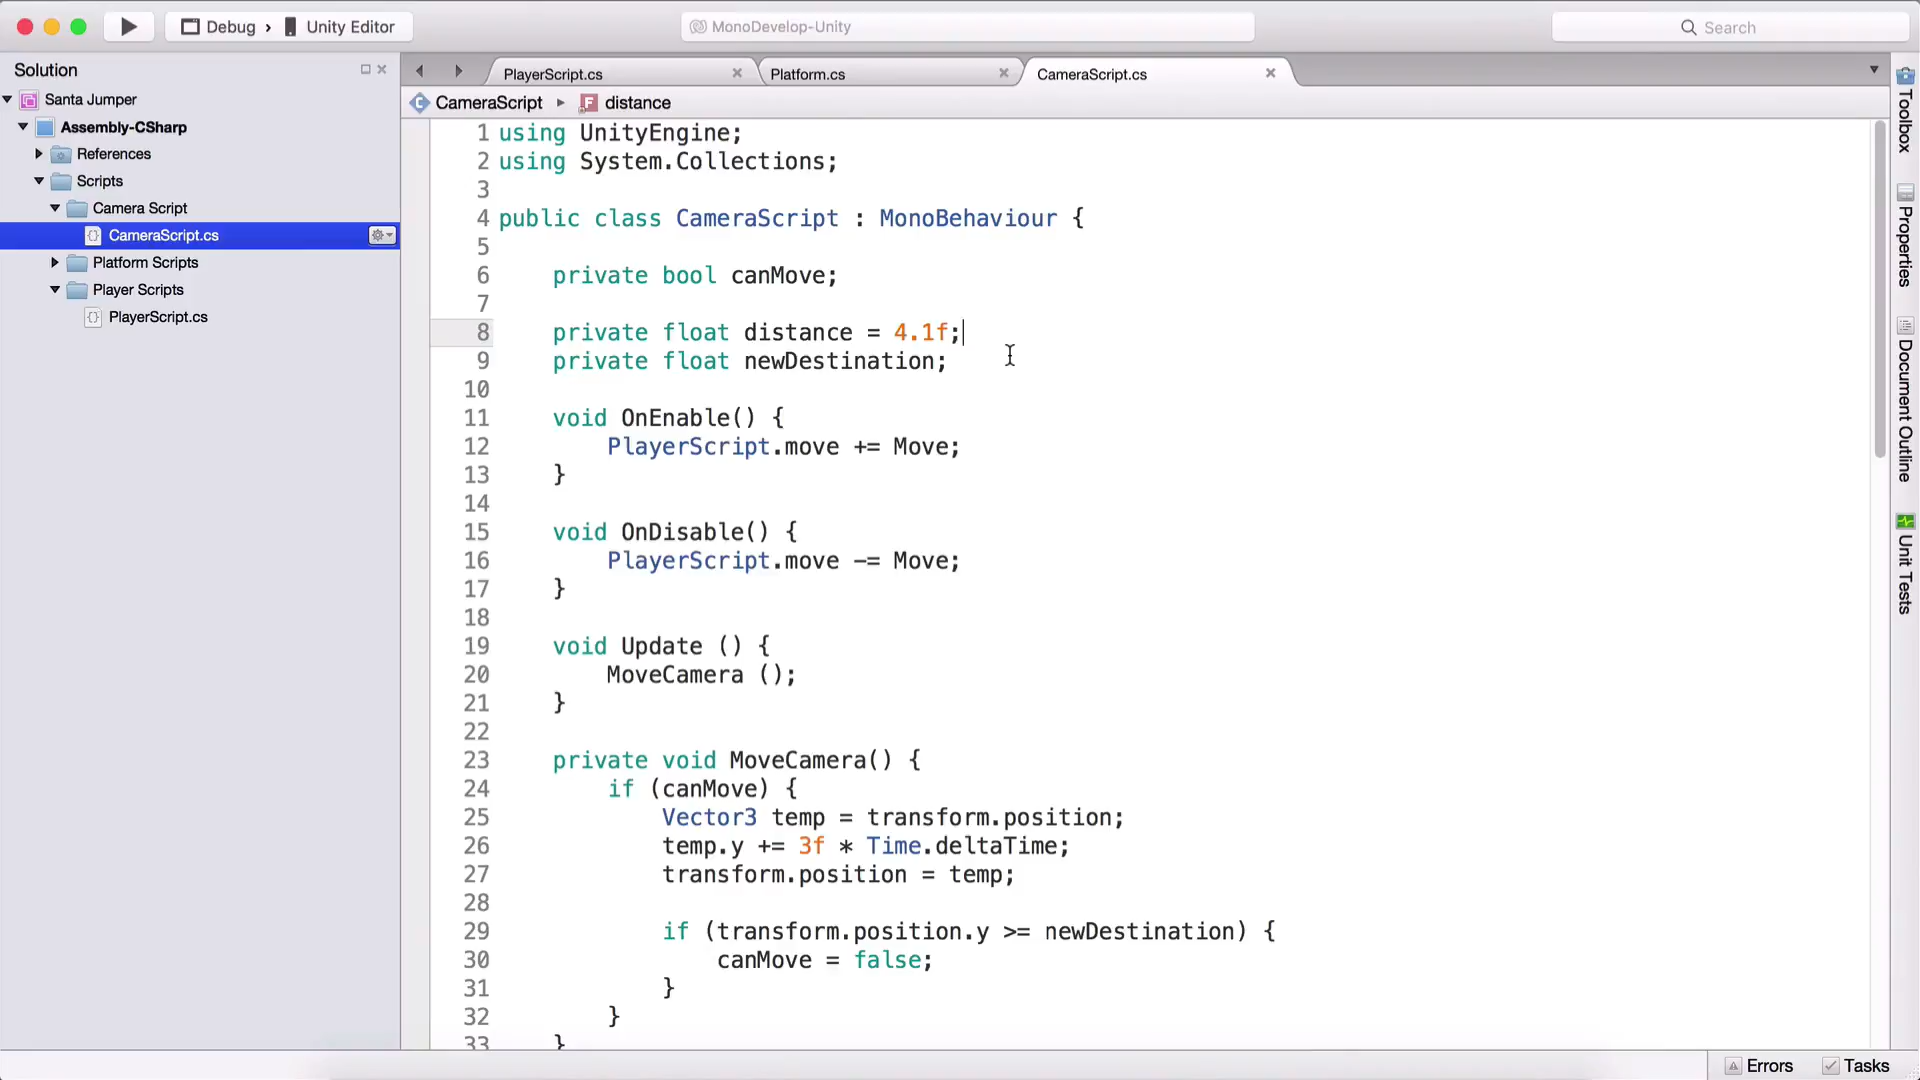 Debug › Unity Editor
MonoDevelop-Unity
Search
Solution
Santa Jumper
Assembly-CSharp
References
Scripts
Camera Script
CameraScript.cs
Platform Scripts
Player Scripts
PlayerScript.cs
PlayerScript.cs
Platform.cs
CameraScript.cs
CameraScript
distance
1 using UnityEngine;
2 using System.Collections;
3
4 public class CameraScript : MonoBehaviour {
5
6 private bool canMove;
7
8 private float distance = 4.1f;
9 private float newDestination;
10
11 void OnEnable() {
12 PlayerScript.move += Move;
13 }
14
15 void OnDisable() {
16 PlayerScript.move -= Move;
17 }
18
19 void Update () {
20 MoveCamera ();
21 }
22
23 private void MoveCamera() {
24 if (canMove) {
25 Vector3 temp = transform.position;
26 temp.y += 3f * Time.deltaTime;
27 transform.position = temp;
28
29 if (transform.position.y >= newDestination) {
30 canMove = false;
31 }
32 }
33 }
Toolbox
Properties
Document Outline
Unit Tests
Errors
Tasks